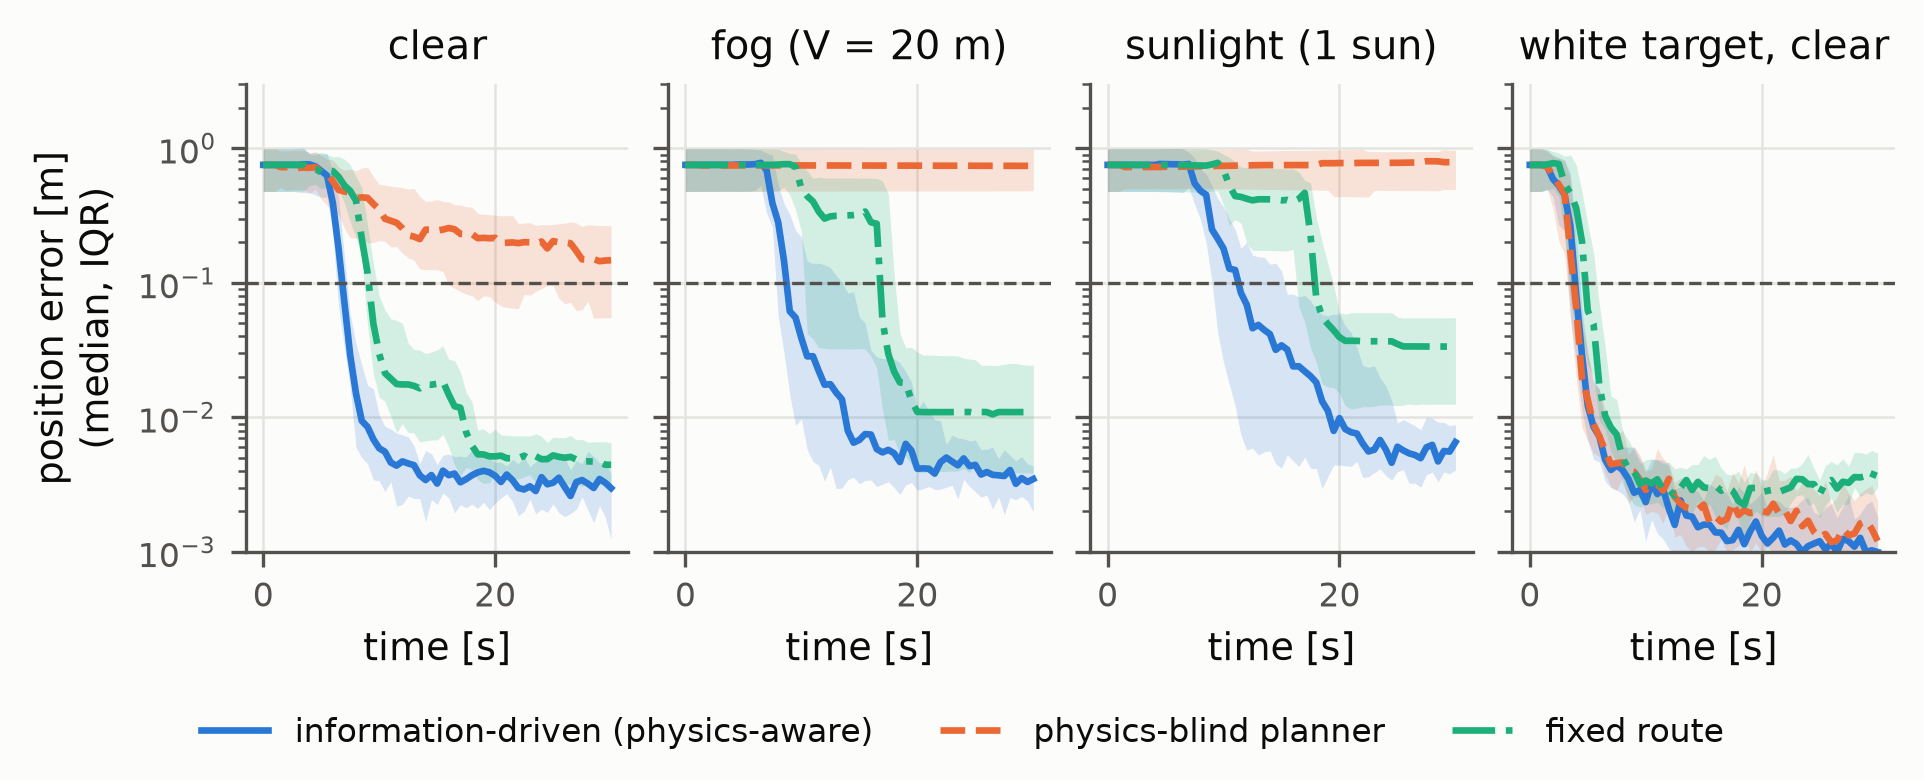 clear
fog (V = 20 m)
sunlight (1 sun)
white target, clear
position error [m]
(median, IQR)
10⁰
10⁻¹
10⁻²
10⁻³
0 20
0 20
0 20
0 20
time [s]
time [s]
time [s]
time [s]
information-driven (physics-aware)
physics-blind planner
fixed route